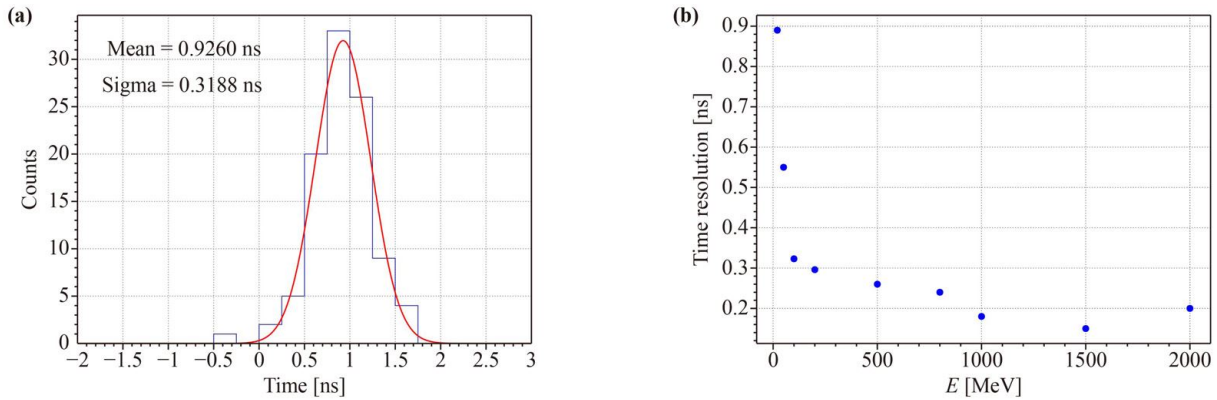 (a)
Mean = 0.9260 ns
Sigma = 0.3188 ns
Counts
30
25
20
15
10
5
0
−2 −1.5 −1 −0.5 0 0.5 1 1.5 2 2.5 3
Time [ns]
(b)
Time resolution [ns]
0.9
0.8
0.7
0.6
0.5
0.4
0.3
0.2
0 500 1000 1500 2000
E [MeV]